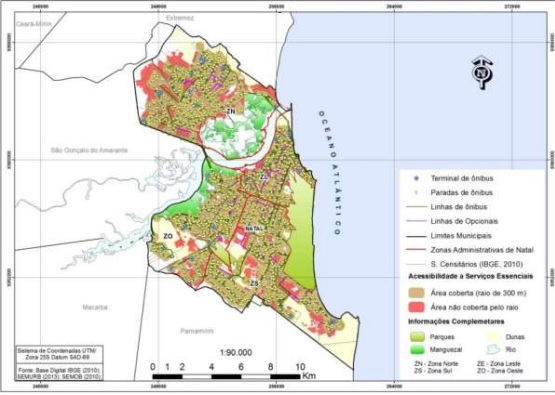 Ceará-Mirim
Extremoz
São Gonçalo do Amarante
Macaíba
Parnamirim
OCEANO ATLÂNTICO
N
ZN
ZL
ZO
NATAL
ZS
Terminal de ônibus
Paradas de ônibus
Linhas de ônibus
Linhas de Opcionais
Limites Municipais
Zonas Administrativas de Natal
S. Censitários (IBGE, 2010)
Acessibilidade a Serviços Essenciais
Área coberta (raio de 300 m)
Área não coberta pelo raio
Informações Complemetares
Parques
Dunas
Manguezal
Rio
ZN - Zona Norte
ZE - Zona Leste
ZS - Zona Sul
ZO - Zona Oeste
Sistema de Coordenadas UTM/
Zona 25S Datum SAD-69
Fonte: Base Digital IBGE (2010);
SEMURB (2013); SEMOB (2010)
1:90.000
0 1 2 4 6 8 10
Km